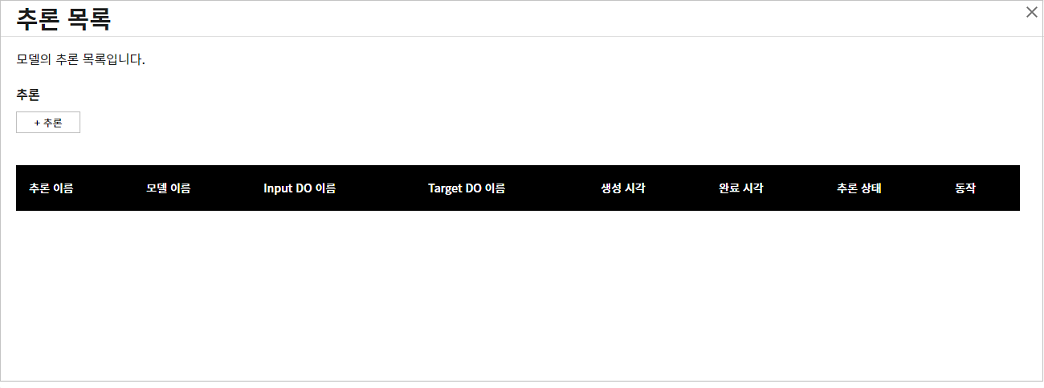 추론 목록
모델의 추론 목록입니다.
추론
+ 추론
추론 이름 모델 이름 Input DO 이름 Target DO 이름 생성 시각 완료 시각 추론 상태 동작